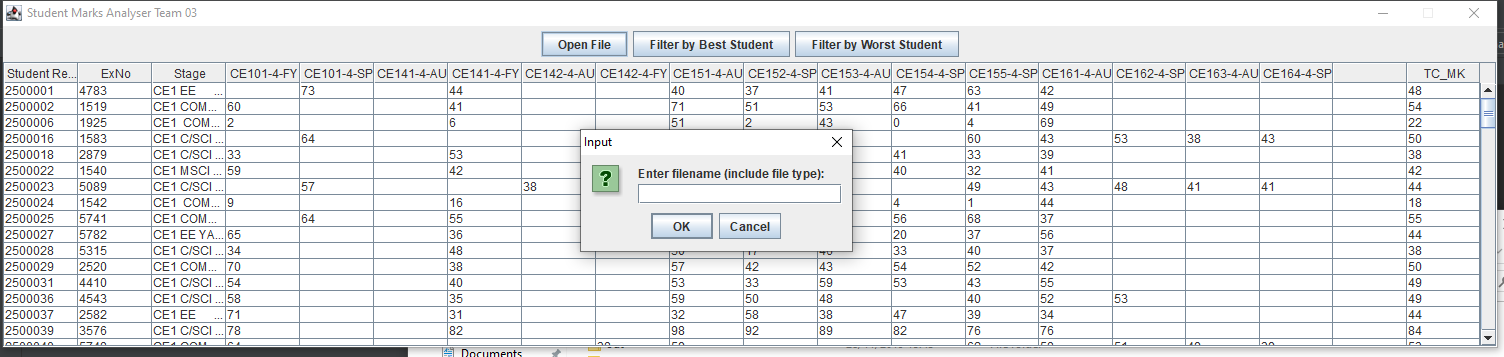 Student Marks Analyser Team 03
Open File Filter by Best Student Filter by Worst Student
Student Re... ExNo Stage CE101-4-FY CE101-4-SP CE141-4-AU CE141-4-FY CE142-4-AU CE142-4-FY CE151-4-AU CE152-4-SP CE153-4-AU CE154-4-SP CE155-4-SP CE161-4-AU CE162-4-SP CE163-4-AU CE164-4-SP TC_MK
2500001 4783 CE1 EE ... 73 44 40 37 41 47 63 42 48
2500002 1519 CE1 COM... 60 41 71 51 53 66 41 49 54
2500006 1925 CE1 COM... 2 6 51 2 43 0 4 69 22
2500016 1583 CE1 C/SCI ... 64 60 43 53 38 43 50
2500018 2879 CE1 C/SCI ... 33 53 41 33 39 38
2500022 1540 CE1 MSCI ... 59 42 40 32 41 42
2500023 5089 CE1 C/SCI ... 57 38 49 43 48 41 41 44
2500024 1542 CE1 COM... 9 16 4 1 44 18
2500025 5741 CE1 COM... 64 55 56 68 37 55
2500027 5782 CE1 EE YA... 65 36 20 37 56 44
2500028 5315 CE1 C/SCI ... 34 48 33 40 37 38
2500029 2520 CE1 COM... 70 38 57 42 43 54 52 42 50
2500031 4410 CE1 C/SCI ... 54 40 53 33 59 53 43 55 49
2500036 4543 CE1 C/SCI ... 58 35 59 50 48 40 52 53 49
2500037 2582 CE1 EE ... 71 31 32 58 38 47 39 34 44
2500039 3576 CE1 C/SCI ... 78 82 98 92 89 82 76 76 84
Input
Enter filename (include file type):
OK Cancel
Documents